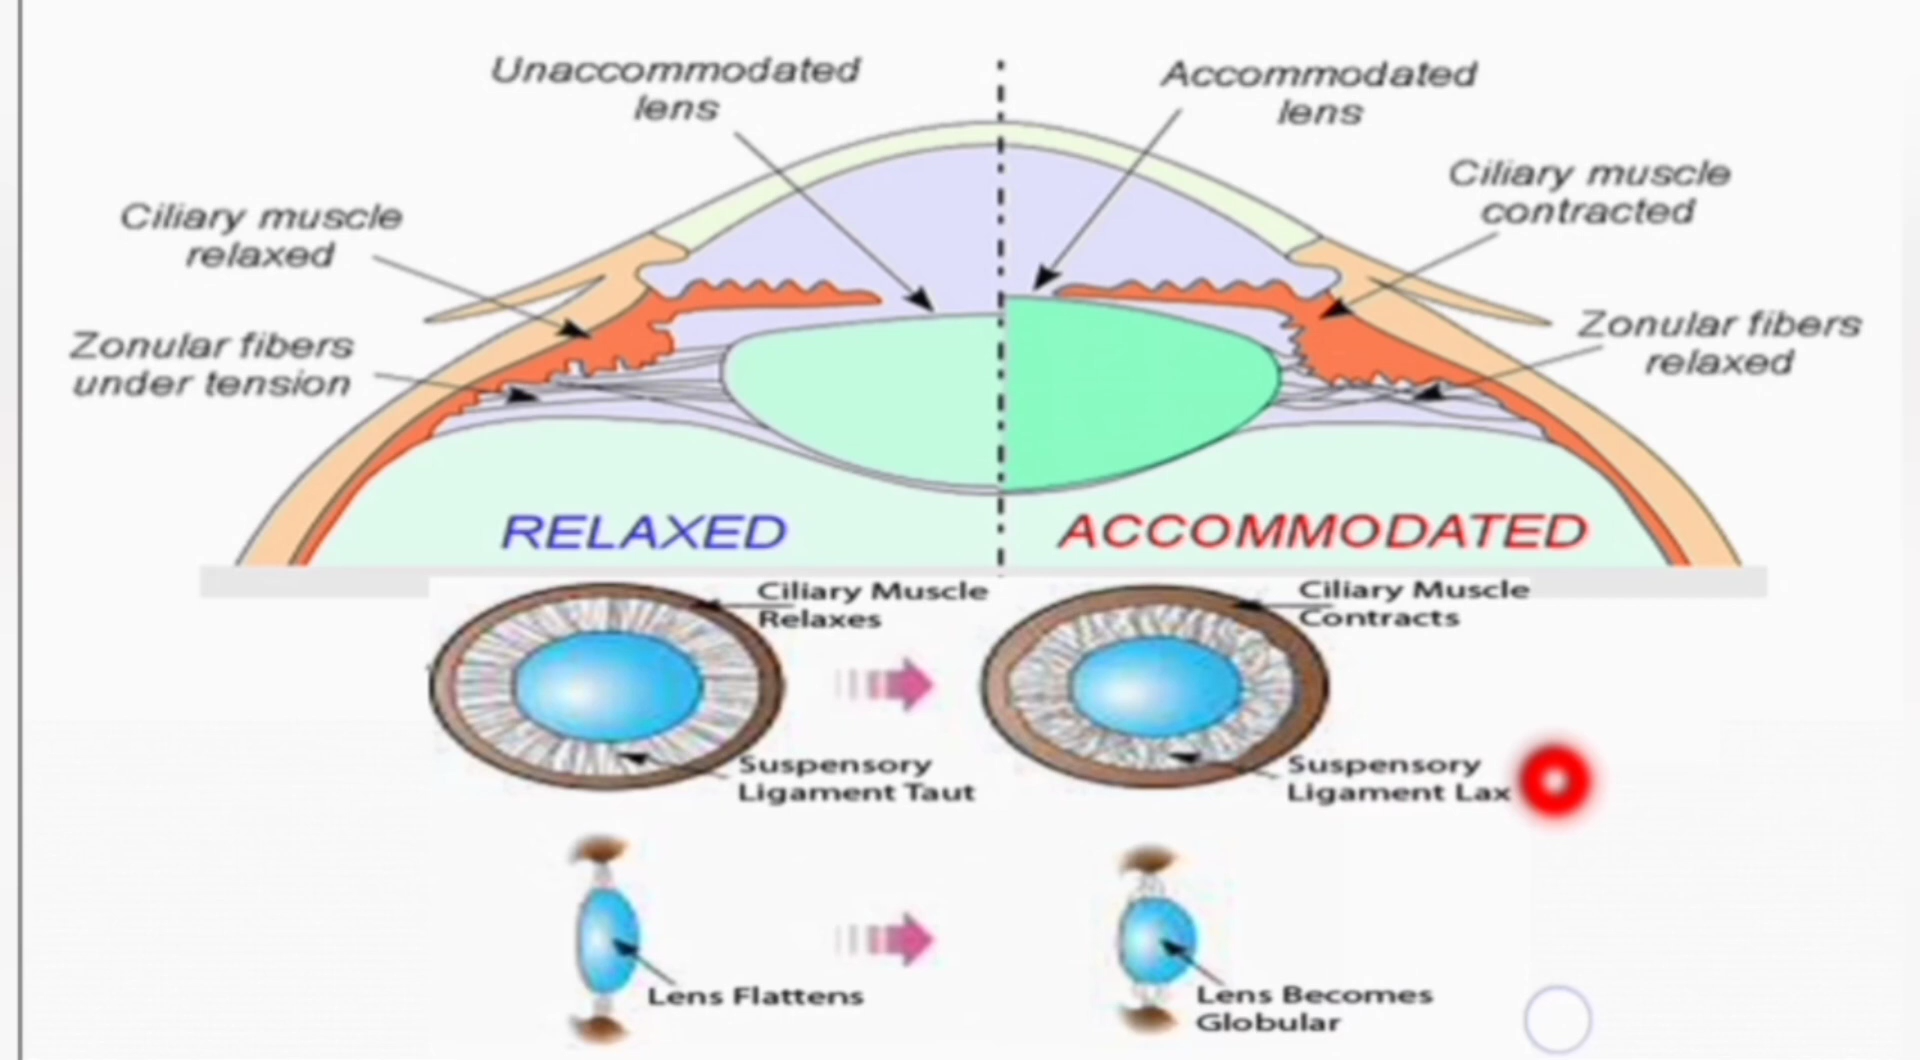 Unaccommodated
lens
Accommodated
lens
Ciliary muscle
relaxed
Ciliary muscle
contracted
Zonular fibers
under tension
Zonular fibers
relaxed
RELAXED
ACCOMMODATED
Ciliary Muscle
Relaxes
Ciliary Muscle
Contracts
Suspensory
Ligament Taut
Suspensory
Ligament Lax
Lens Flattens
Lens Becomes
Globular